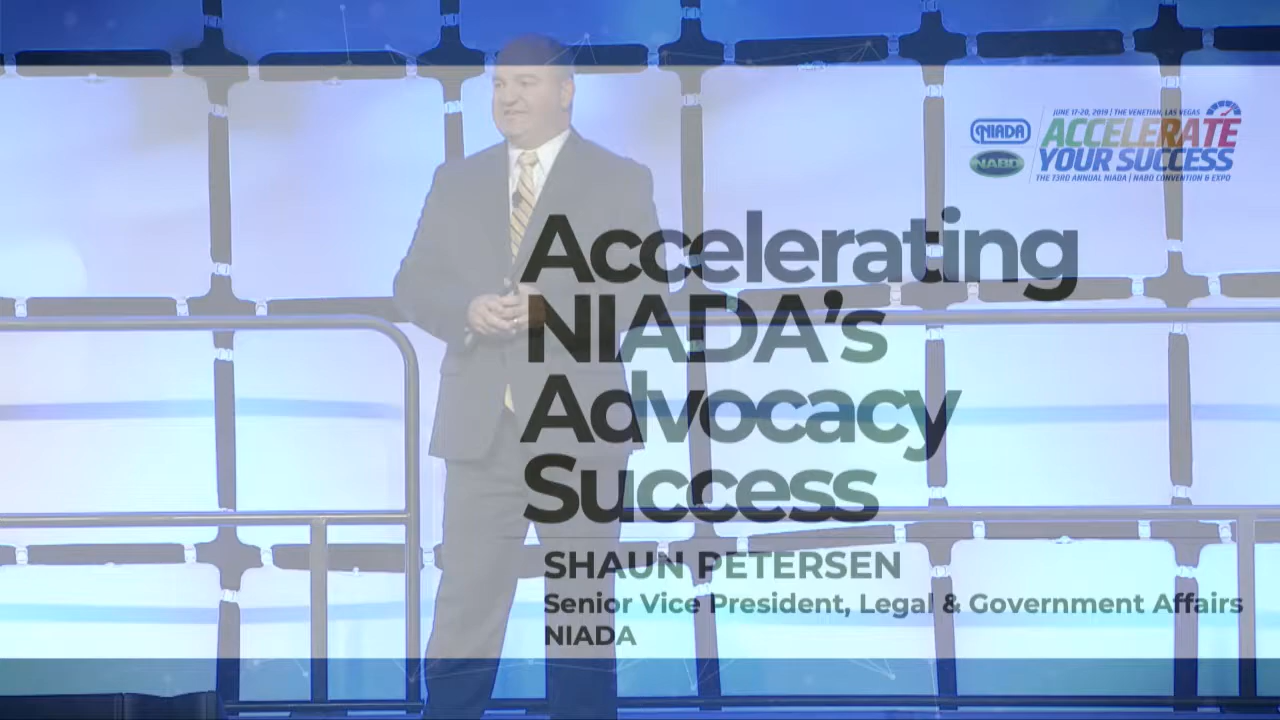 JUNE 17-20, 2019 | THE VENETIAN, LAS VEGAS
NIADA
NABD
ACCELERATE
YOUR SUCCESS
THE 73RD ANNUAL NIADA | NABD CONVENTION & EXPO
Accelerating
NIADA's
Advocacy
Success
SHAUN PETERSEN
Senior Vice President, Legal & Government Affairs
NIADA